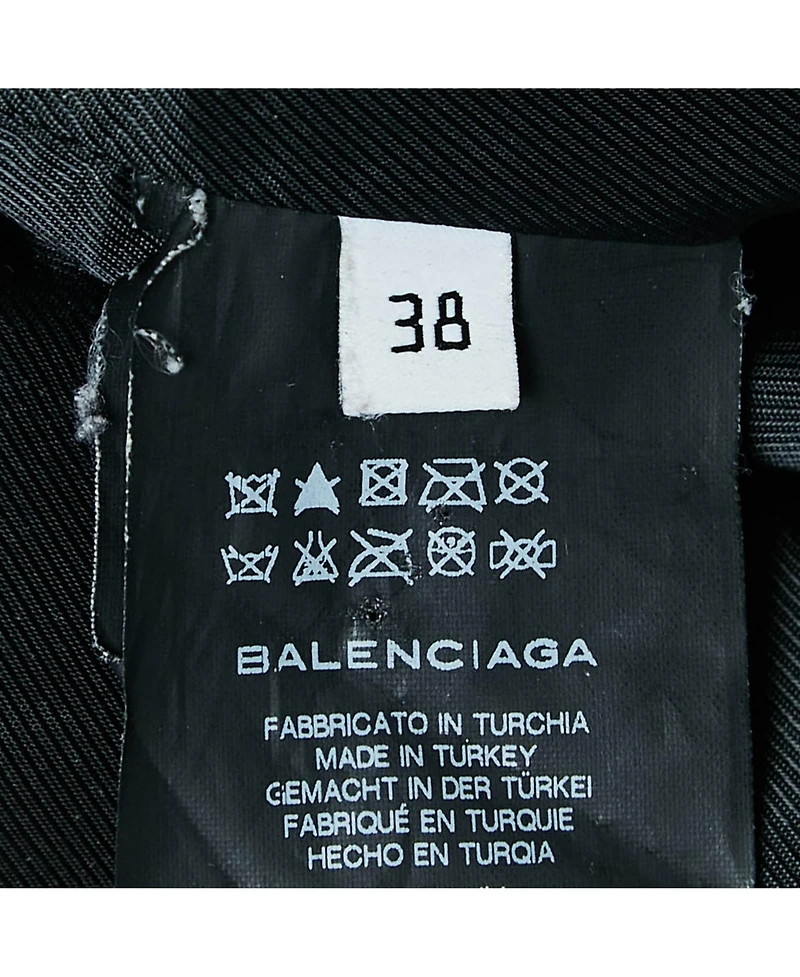 38
BALENCIAGA
FABBRICATO IN TURCHIA
MADE IN TURKEY
GEMACHT IN DER TÜRKEI
FABRIQUÉ EN TURQUIE
HECHO EN TURQIA